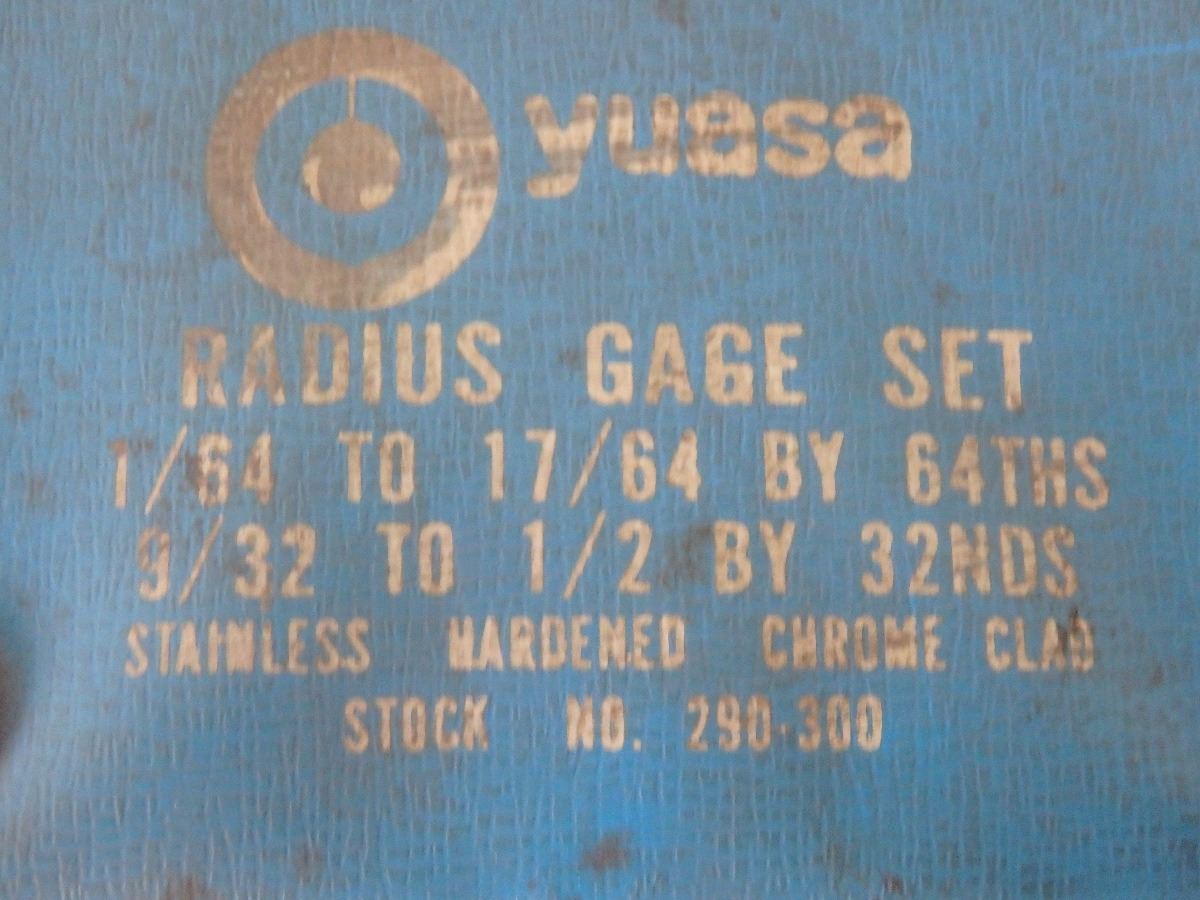 yuasa
RADIUS GAGE SET
1/64 TO 17/64 BY 64THS
9/32 TO 1/2 BY 32NDS
STAINLESS HARDENED CHROME CLAD
STOCK NO. 290-300